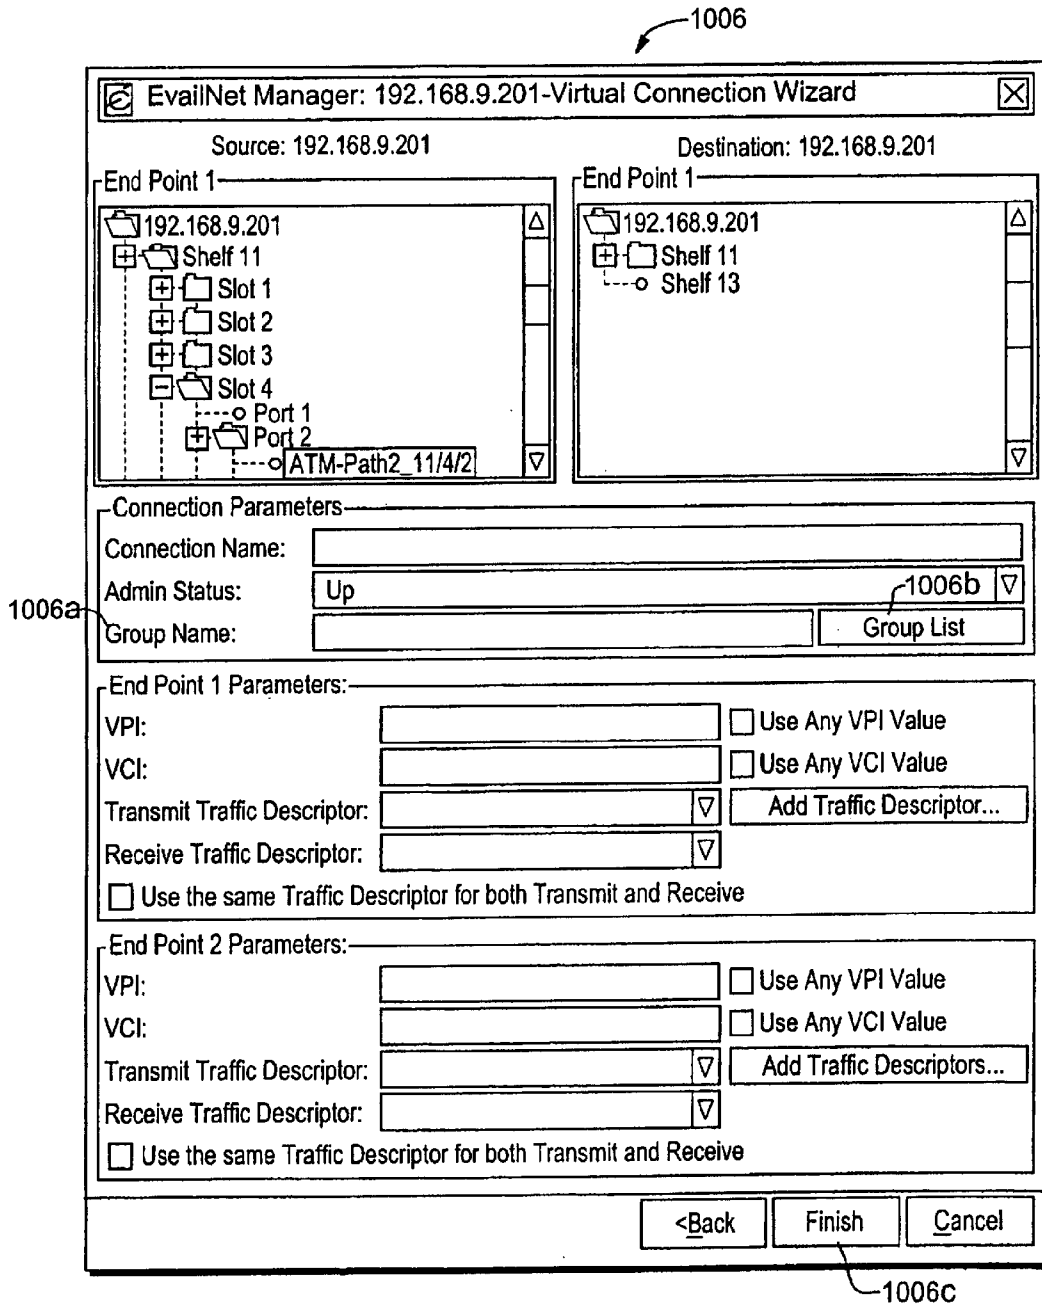 1006
EvailNet Manager: 192.168.9.201-Virtual Connection Wizard
Source: 192.168.9.201
Destination: 192.168.9.201
End Point 1
192.168.9.201
Shelf 11
Slot 1
Slot 2
Slot 3
Slot 4
Port 1
Port 2
ATM-Path2_11/4/2
End Point 1
192.168.9.201
Shelf 11
Shelf 13
Connection Parameters
Connection Name:
Admin Status: Up
1006b
1006a
Group Name: Group List
End Point 1 Parameters:
VPI: Use Any VPI Value
VCI: Use Any VCI Value
Transmit Traffic Descriptor: Add Traffic Descriptor...
Receive Traffic Descriptor:
Use the same Traffic Descriptor for both Transmit and Receive
End Point 2 Parameters:
VPI: Use Any VPI Value
VCI: Use Any VCI Value
Transmit Traffic Descriptor: Add Traffic Descriptors...
Receive Traffic Descriptor:
Use the same Traffic Descriptor for both Transmit and Receive
<Back Finish Cancel
1006c